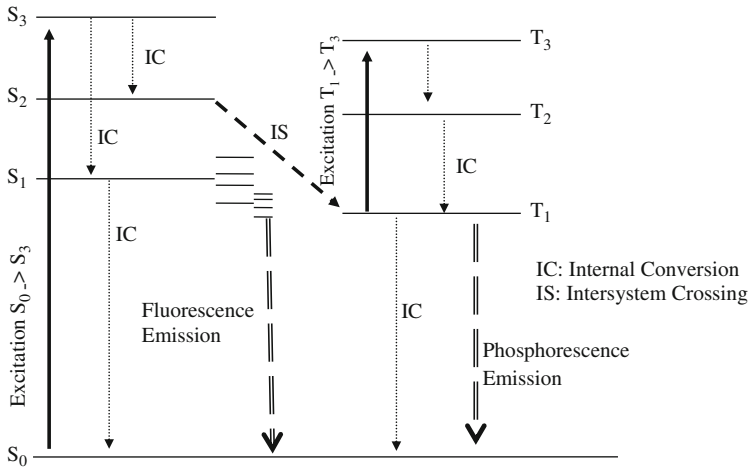 S3
IC
S2
IC
S1
IC
Excitation S0 -> S3
S0
Fluorescence
Emission
IS
Excitation T1 -> T3
T3
T2
IC
T1
IC
Phosphorescence
Emission
IC: Internal Conversion
IS: Intersystem Crossing